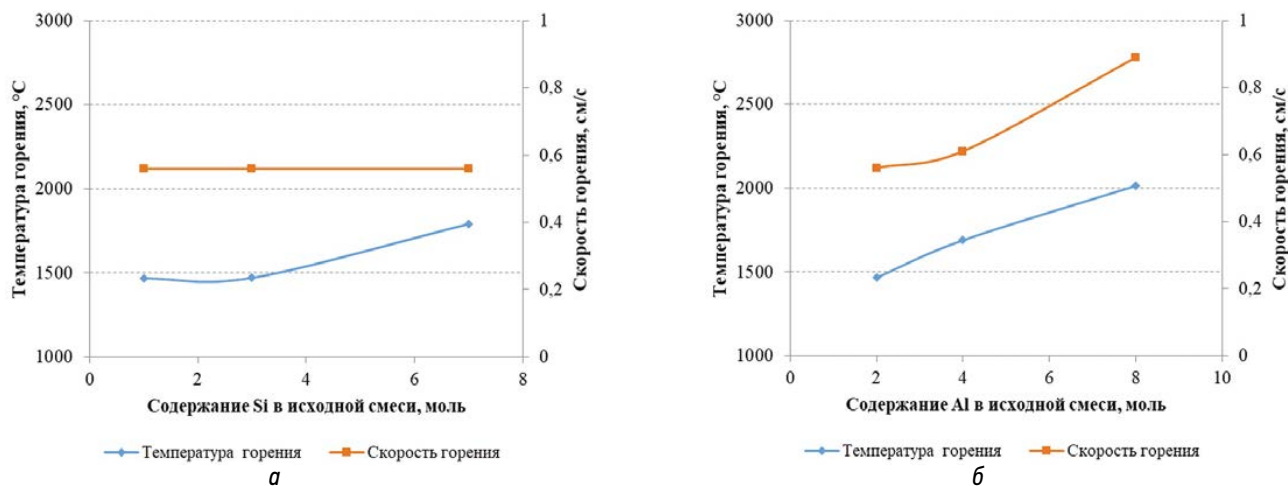 3000
2500
2000
1500
1000
Температура горения, °C
1
0.8
0,6
0,4
0,2
0
Скорость горения, см/с
0 2 4 6 8
Содержание Si в исходной смеси, моль
Температура горения Скорость горения
а
3000
2500
2000
1500
1000
Температура горения, °C
1
0.8
0,6
0,4
0,2
0
Скорость горения, см/с
0 2 4 6 8 10
Содержание Al в исходной смеси, моль
Температура горения Скорость горения
б